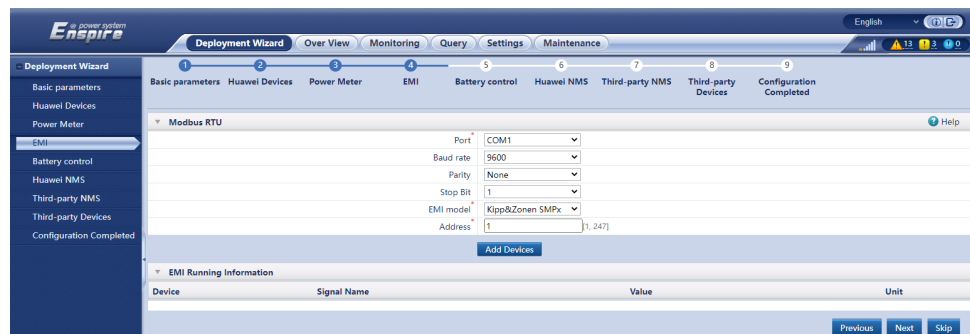 e power system
Enspire
English
Deployment Wizard Over View Monitoring Query Settings Maintenance
13 3 0
Deployment Wizard
Basic parameters
Huawei Devices
Power Meter
EMI
Battery control
Huawei NMS
Third-party NMS
Third-party Devices
Configuration Completed
1 2 3 4 5 6 7 8 9
Basic parameters Huawei Devices Power Meter EMI Battery control Huawei NMS Third-party NMS Third-party Configuration
Devices Completed
Modbus RTU Help
Port* COM1
Baud rate 9600
Parity None
Stop Bit 1
EMI model* Kipp&Zonen SMPx
Address* 1 [1, 247]
Add Devices
EMI Running Information
Device Signal Name Value Unit
Previous Next Skip